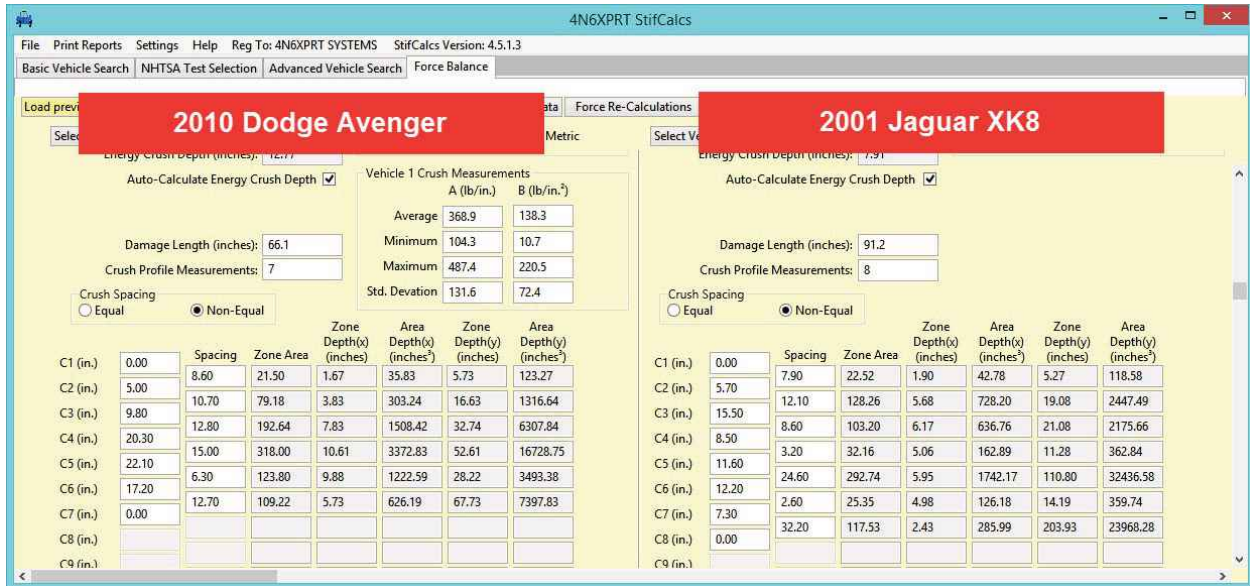 4N6XPRT StifCalcs
File Print Reports Settings Help Reg To: 4N6XPRT SYSTEMS StifCalcs Version: 4.5.1.3
Basic Vehicle Search NHTSA Test Selection Advanced Vehicle Search Force Balance
Load previ ata Force Re-Calculations
2010 Dodge Avenger 2001 Jaguar XK8
Selec Metric Select Ve
Energy Crush Depth (inches): 12.77 Energy Crush Depth (inches): 7.91
Auto-Calculate Energy Crush Depth Vehicle 1 Crush Measurements Auto-Calculate Energy Crush Depth
A (lb/in.) B (lb/in.²)
Average 368.9 138.3
Damage Length (inches): 66.1 Minimum 104.3 10.7 Damage Length (inches): 91.2
Crush Profile Measurements: 7 Maximum 487.4 220.5 Crush Profile Measurements: 8
Crush Spacing Std. Devation 131.6 72.4 Crush Spacing
Equal Non-Equal Equal Non-Equal
Zone Area Zone Area Zone Area Zone Area
Depth(x) Depth(x) Depth(y) Depth(y) Depth(x) Depth(x) Depth(y) Depth(y)
Spacing Zone Area (inches) (inches³) (inches) (inches³) Spacing Zone Area (inches) (inches³) (inches) (inches³)
C1 (in.) 0.00 C1 (in.) 0.00
8.60 21.50 1.67 35.83 5.73 123.27 7.90 22.52 1.90 42.78 5.27 118.58
C2 (in.) 5.00 C2 (in.) 5.70
10.70 79.18 3.83 303.24 16.63 1316.64 12.10 128.26 5.68 728.20 19.08 2447.49
C3 (in.) 9.80 C3 (in.) 15.50
12.80 192.64 7.83 1508.42 32.74 6307.84 8.60 103.20 6.17 636.76 21.08 2175.66
C4 (in.) 20.30 C4 (in.) 8.50
15.00 318.00 10.61 3372.83 52.61 16728.75 3.20 32.16 5.06 162.89 11.28 362.84
C5 (in.) 22.10 C5 (in.) 11.60
6.30 123.80 9.88 1222.59 28.22 3493.38 24.60 292.74 5.95 1742.17 110.80 32436.58
C6 (in.) 17.20 C6 (in.) 12.20
12.70 109.22 5.73 626.19 67.73 7397.83 2.60 25.35 4.98 126.18 14.19 359.74
C7 (in.) 0.00 C7 (in.) 7.30
32.20 117.53 2.43 285.99 203.93 23968.28
C8 (in.) C8 (in.) 0.00
C9 (in.) C9 (in.)